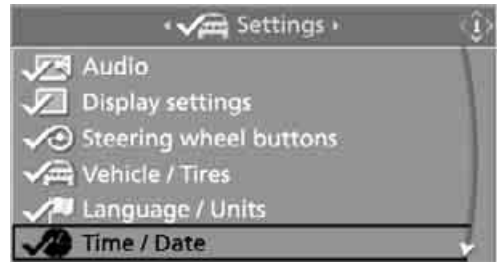 Settings
Audio
Display settings
Steering wheel buttons
Vehicle / Tires
Language / Units
Time / Date